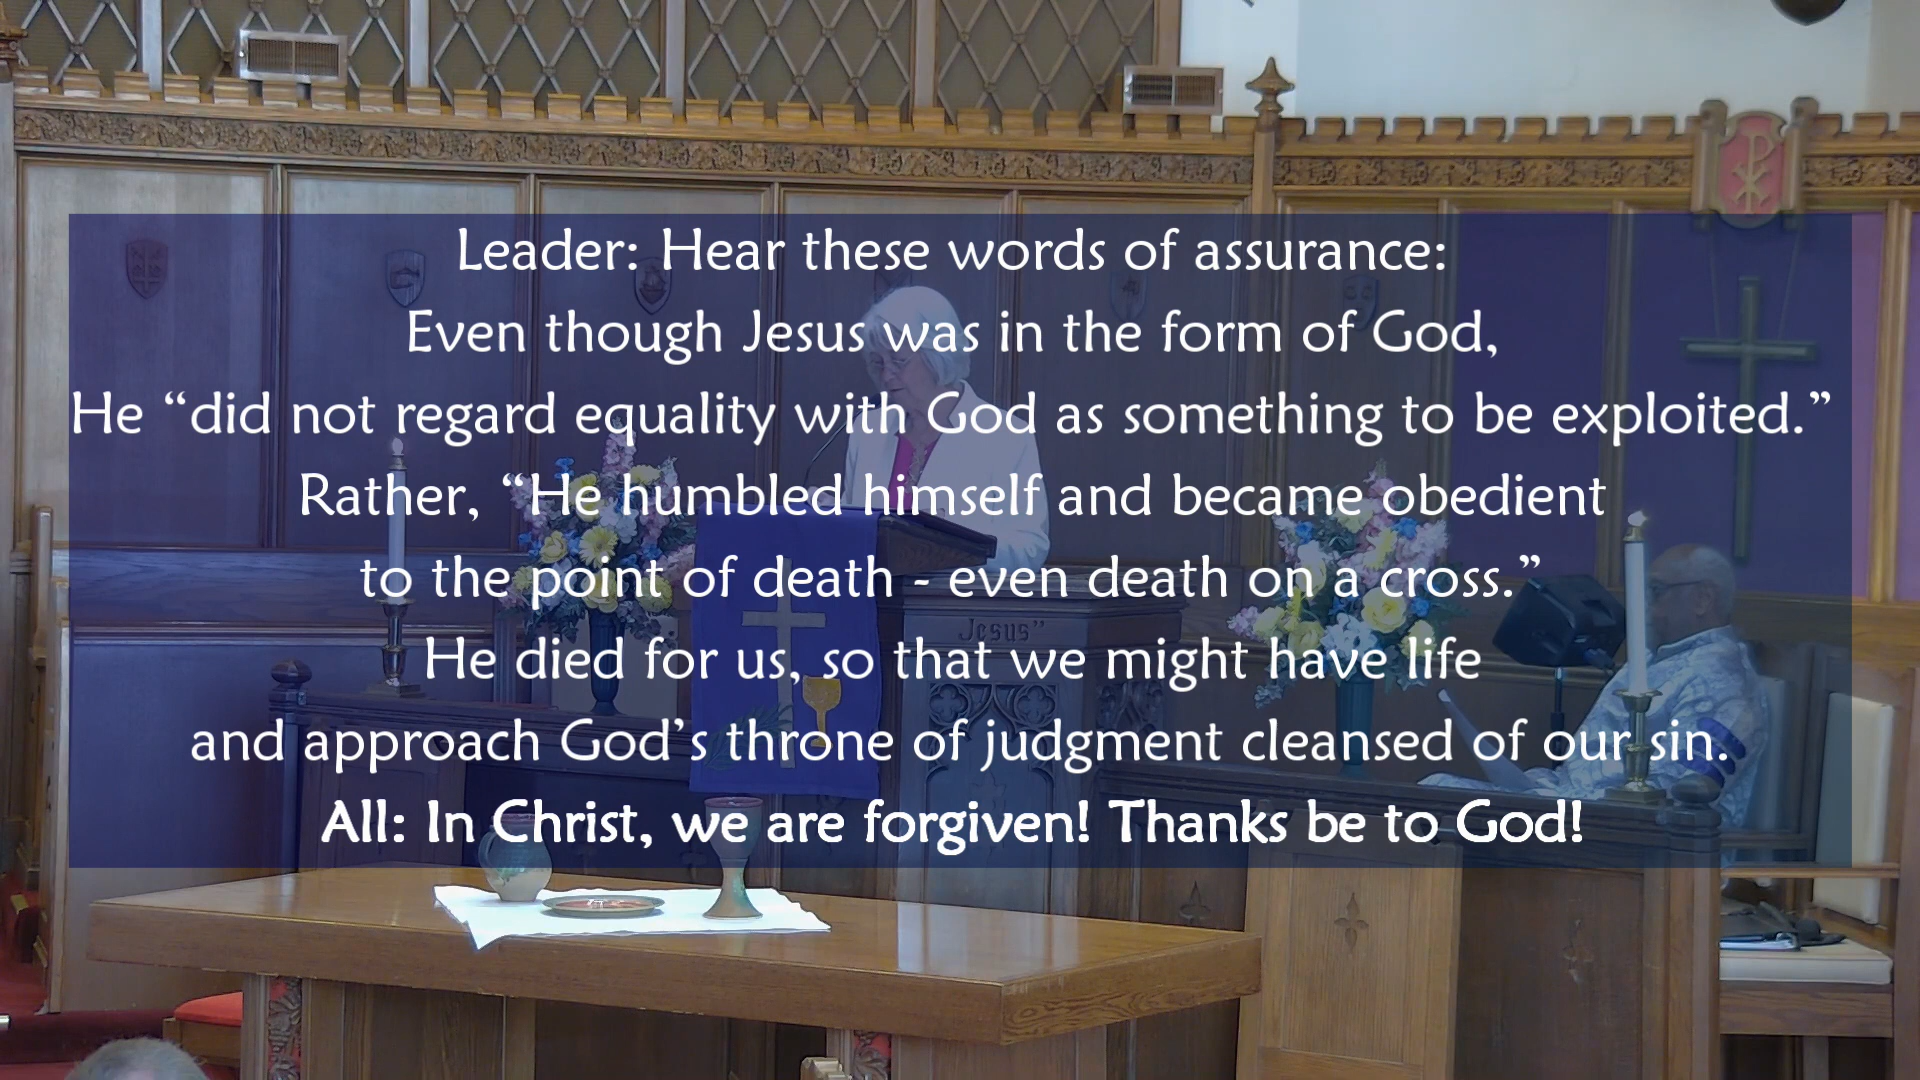 Leader: Hear these words of assurance:
Even though Jesus was in the form of God,
He “did not regard equality with God as something to be exploited.”
Rather, “He humbled himself and became obedient
to the point of death - even death on a cross.”
He died for us, so that we might have life
and approach God’s throne of judgment cleansed of our sin.
All: In Christ, we are forgiven! Thanks be to God!
Jesus”